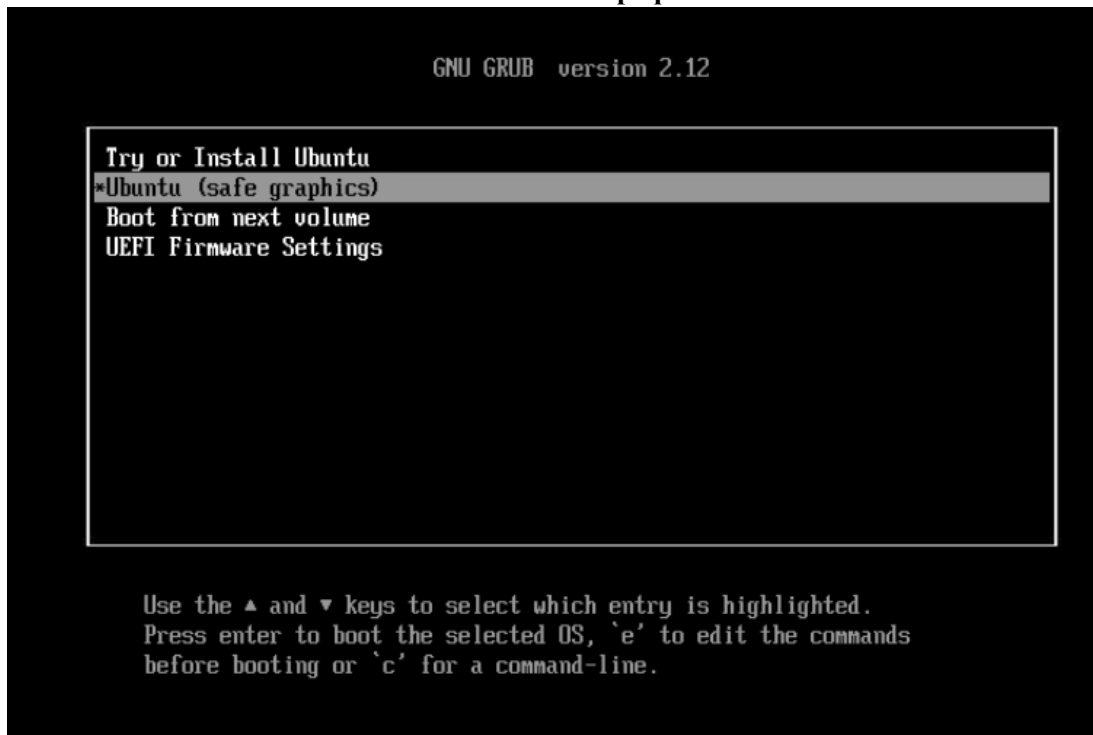 GNU GRUB version 2.12
Try or Install Ubuntu
*Ubuntu (safe graphics)
Boot from next volume
UEFI Firmware Settings
Use the ▲ and ▼ keys to select which entry is highlighted.
Press enter to boot the selected OS, `e' to edit the commands
before booting or `c' for a command-line.